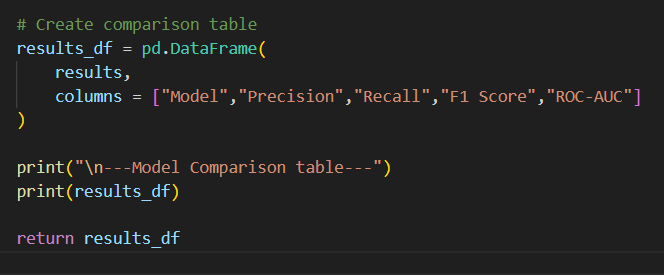 # Create comparison table
results_df = pd.DataFrame(
    results,
    columns = ["Model","Precision","Recall","F1 Score","ROC-AUC"]
)
print("\n---Model Comparison table---")
print(results_df)
return results_df